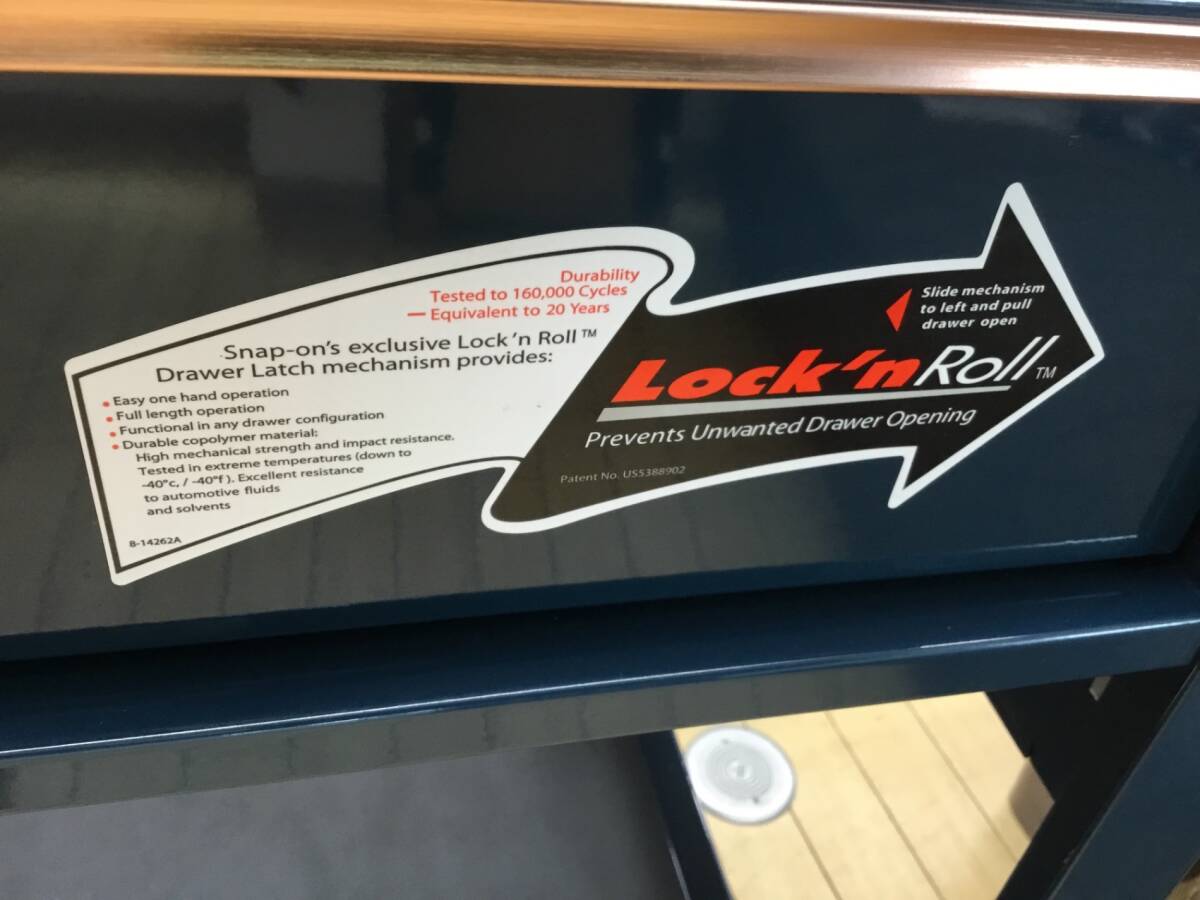 Durability
Tested to 160,000 Cycles
— Equivalent to 20 Years
Snap-on's exclusive Lock 'n Roll™
Drawer Latch mechanism provides:
• Easy one hand operation
• Full length operation
• Functional in any drawer configuration
• Durable copolymer material:
High mechanical strength and impact resistance.
Tested in extreme temperatures (down to
-40°c, / -40°f). Excellent resistance
to automotive fluids
and solvents
8-14262A
Slide mechanism
to left and pull
drawer open
Lock 'n Roll™
Prevents Unwanted Drawer Opening
Patent No. US5388902